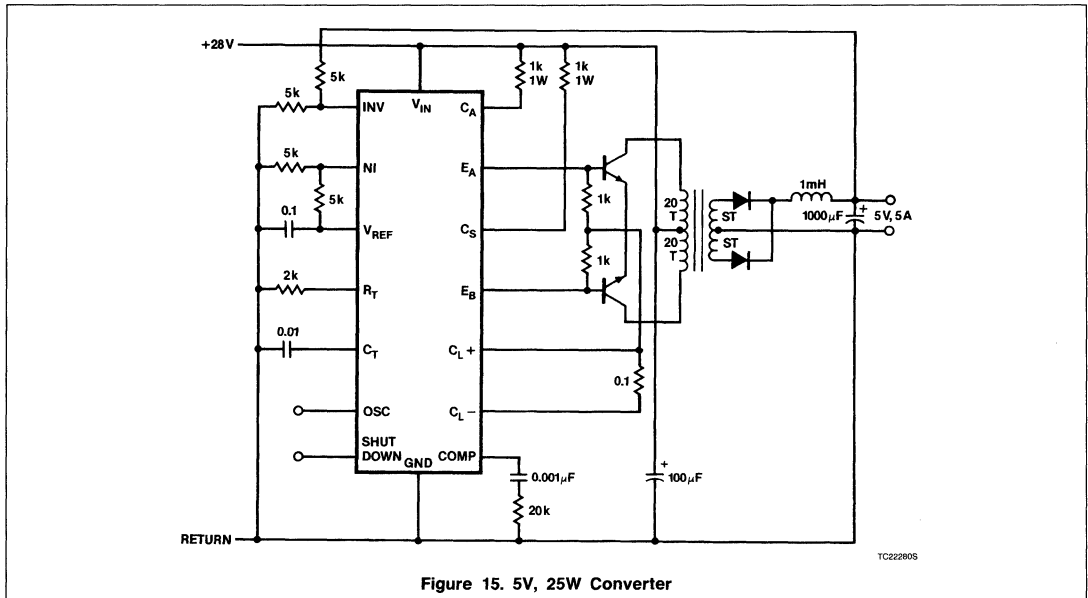 +28V
5k
1k
1W
1k
1W
5k
INV
V_IN
C_A
5k
NI
E_A
5k
1k
20
T
ST
1mH
1000μF
+
5V, 5A
0.1
V_REF
C_S
20
T
ST
1k
2k
R_T
E_B
0.01
C_T
C_L +
0.1
OSC
C_L −
SHUT
DOWN
GND
COMP
+
0.001μF
100μF
20k
RETURN
TC22280S
Figure 15. 5V, 25W Converter